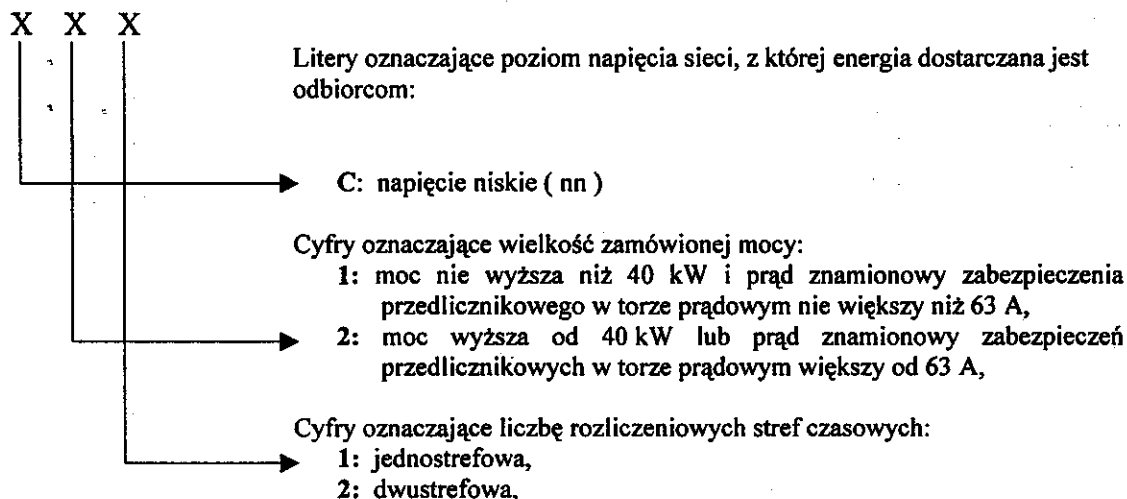 X X X
Litery oznaczające poziom napięcia sieci, z której energia dostarczana jest
odbiorcom:
C: napięcie niskie ( nn )
Cyfry oznaczające wielkość zamówionej mocy:
1: moc nie wyższa niż 40 kW i prąd znamionowy zabezpieczenia
przedlicznikowego w torze prądowym nie większy niż 63 A,
2: moc wyższa od 40 kW lub prąd znamionowy zabezpieczeń
przedlicznikowych w torze prądowym większy od 63 A,
Cyfry oznaczające liczbę rozliczeniowych stref czasowych:
1: jednostrefowa,
2: dwustrefowa,